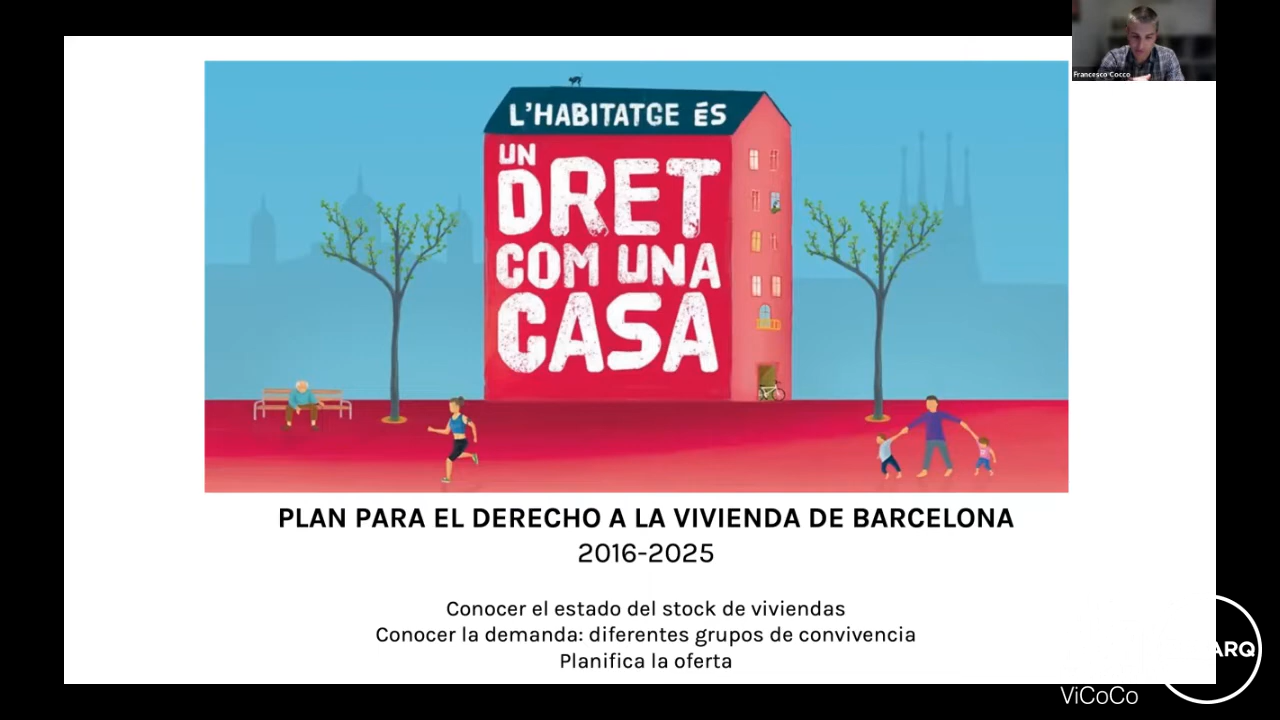 Francesco Cocco
L'HABITATGE ÉS
UN
DRET
COM UNA
CASA
PLAN PARA EL DERECHO A LA VIVIENDA DE BARCELONA
2016-2025
Conocer el estado del stock de viviendas
Conocer la demanda: diferentes grupos de convivencia
Planifica la oferta
ARQ
ViCoCo